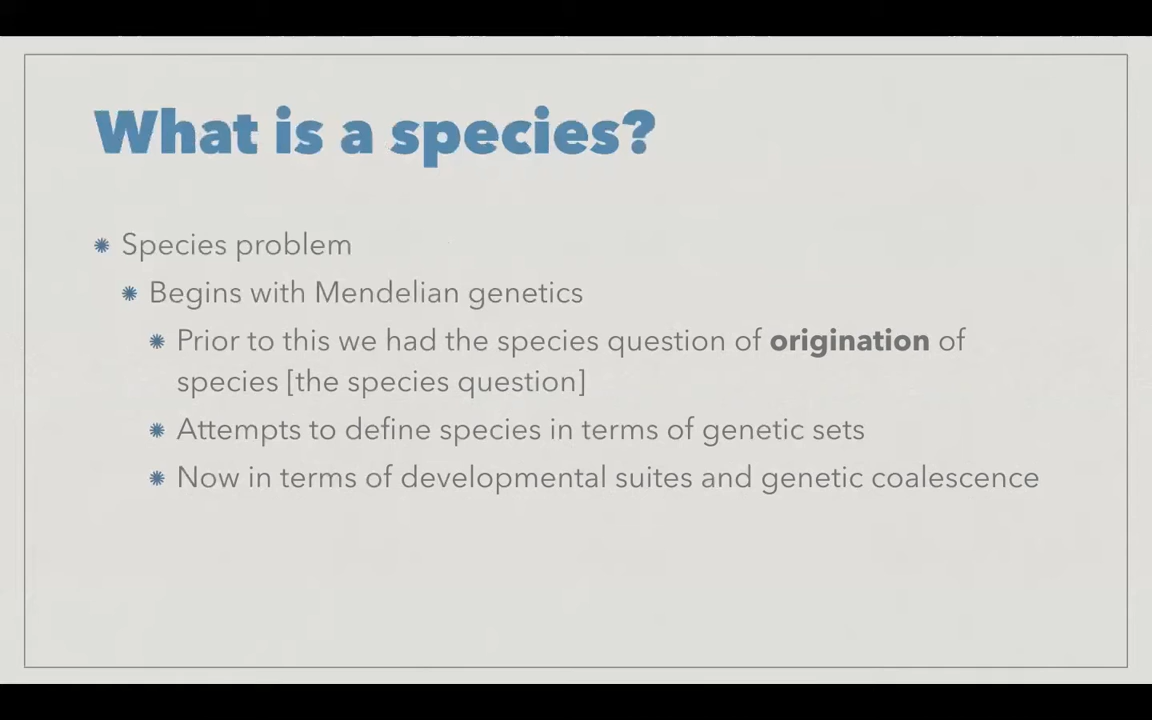 What is a species?
Species problem
Begins with Mendelian genetics
Prior to this we had the species question of origination of
species [the species question]
Attempts to define species in terms of genetic sets
Now in terms of developmental suites and genetic coalescence